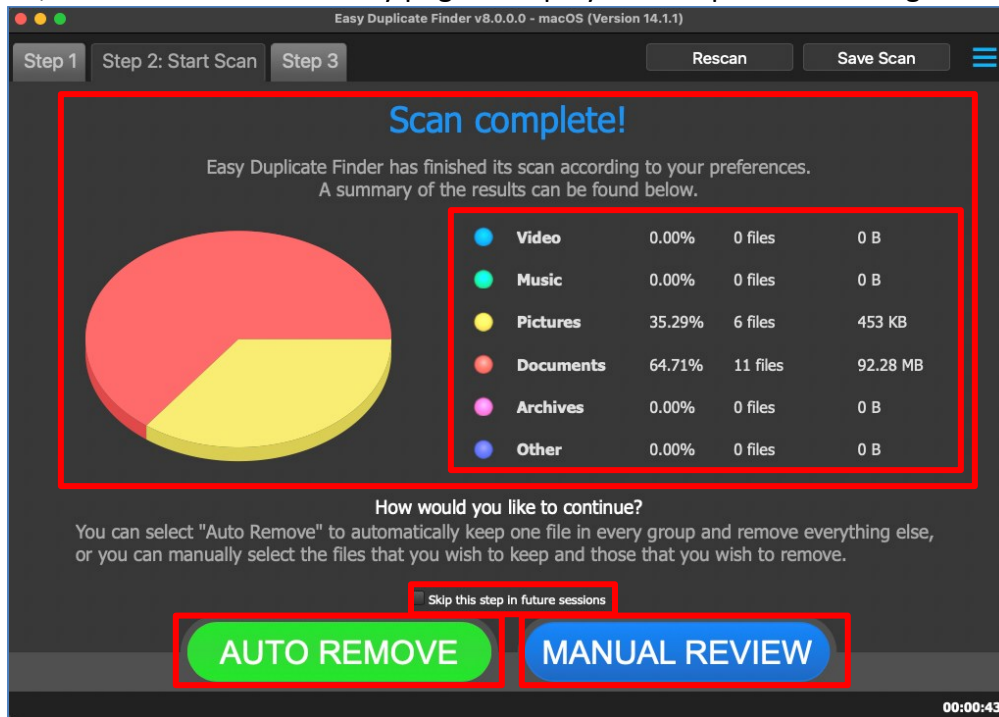 Easy Duplicate Finder v8.0.0.0 - macOS (Version 14.1.1)
Step 1
Step 2: Start Scan
Step 3
Rescan
Save Scan
Scan complete!
Easy Duplicate Finder has finished its scan according to your preferences.
A summary of the results can be found below.
Video 0.00% 0 files 0 B
Music 0.00% 0 files 0 B
Pictures 35.29% 6 files 453 KB
Documents 64.71% 11 files 92.28 MB
Archives 0.00% 0 files 0 B
Other 0.00% 0 files 0 B
How would you like to continue?
You can select "Auto Remove" to automatically keep one file in every group and remove everything else,
or you can manually select the files that you wish to keep and those that you wish to remove.
Skip this step in future sessions
AUTO REMOVE
MANUAL REVIEW
00:00:43